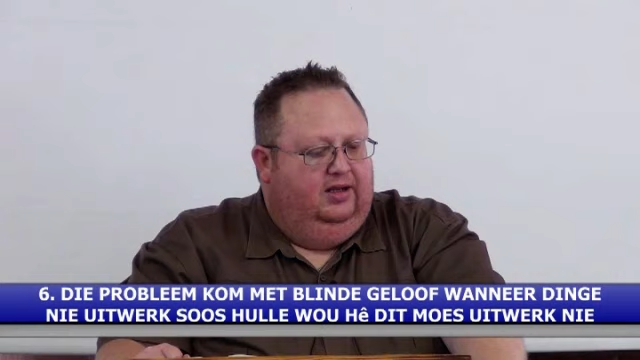 6. DIE PROBLEEM KOM MET BLINDE GELOOF WANNEER DINGE
NIE UITWERK SOOS HULLE WOU Hê DIT MOES UITWERK NIE